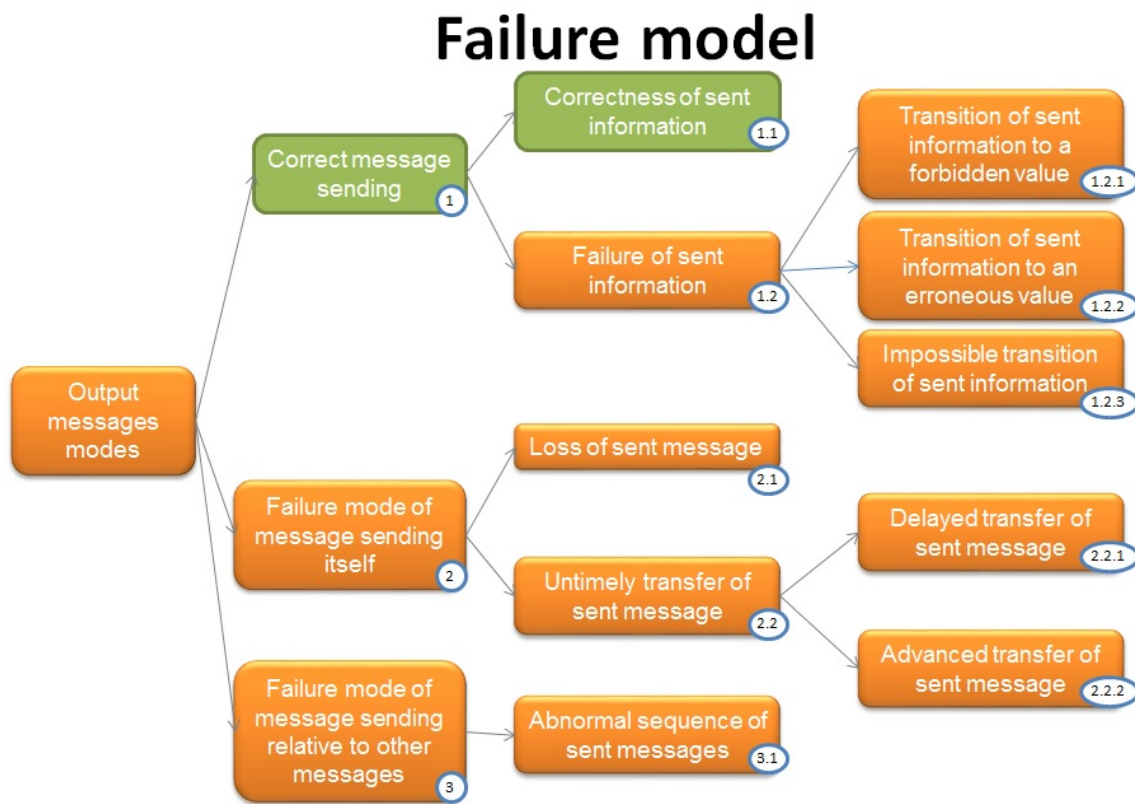 Failure model
Correctness of sent
information
1.1
Transition of sent
information to a
forbidden value
1.2.1
Correct message
sending
1
Failure of sent
information
1.2
Transition of sent
information to an
erroneous value
1.2.2
Impossible transition
of sent information
1.2.3
Output
messages
modes
Loss of sent message
2.1
Failure mode of
message sending
itself
2
Delayed transfer of
sent message
2.2.1
Untimely transfer of
sent message
2.2
Advanced transfer of
sent message
2.2.2
Failure mode of
message sending
relative to other
messages
3
Abnormal sequence of
sent messages
3.1